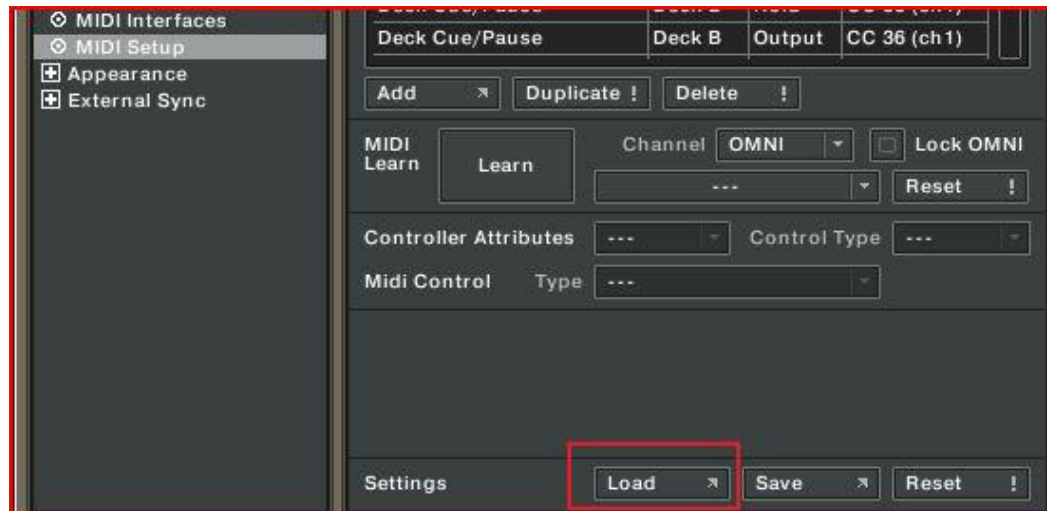 MIDI Interfaces
MIDI Setup
Appearance
External Sync
Deck Cue/Pause Deck B Output CC 36 (ch1)
Add Duplicate ! Delete !
MIDI Learn
Learn
Channel OMNI Lock OMNI
--- Reset !
Controller Attributes --- Control Type ---
Midi Control Type ---
Settings Load Save Reset !